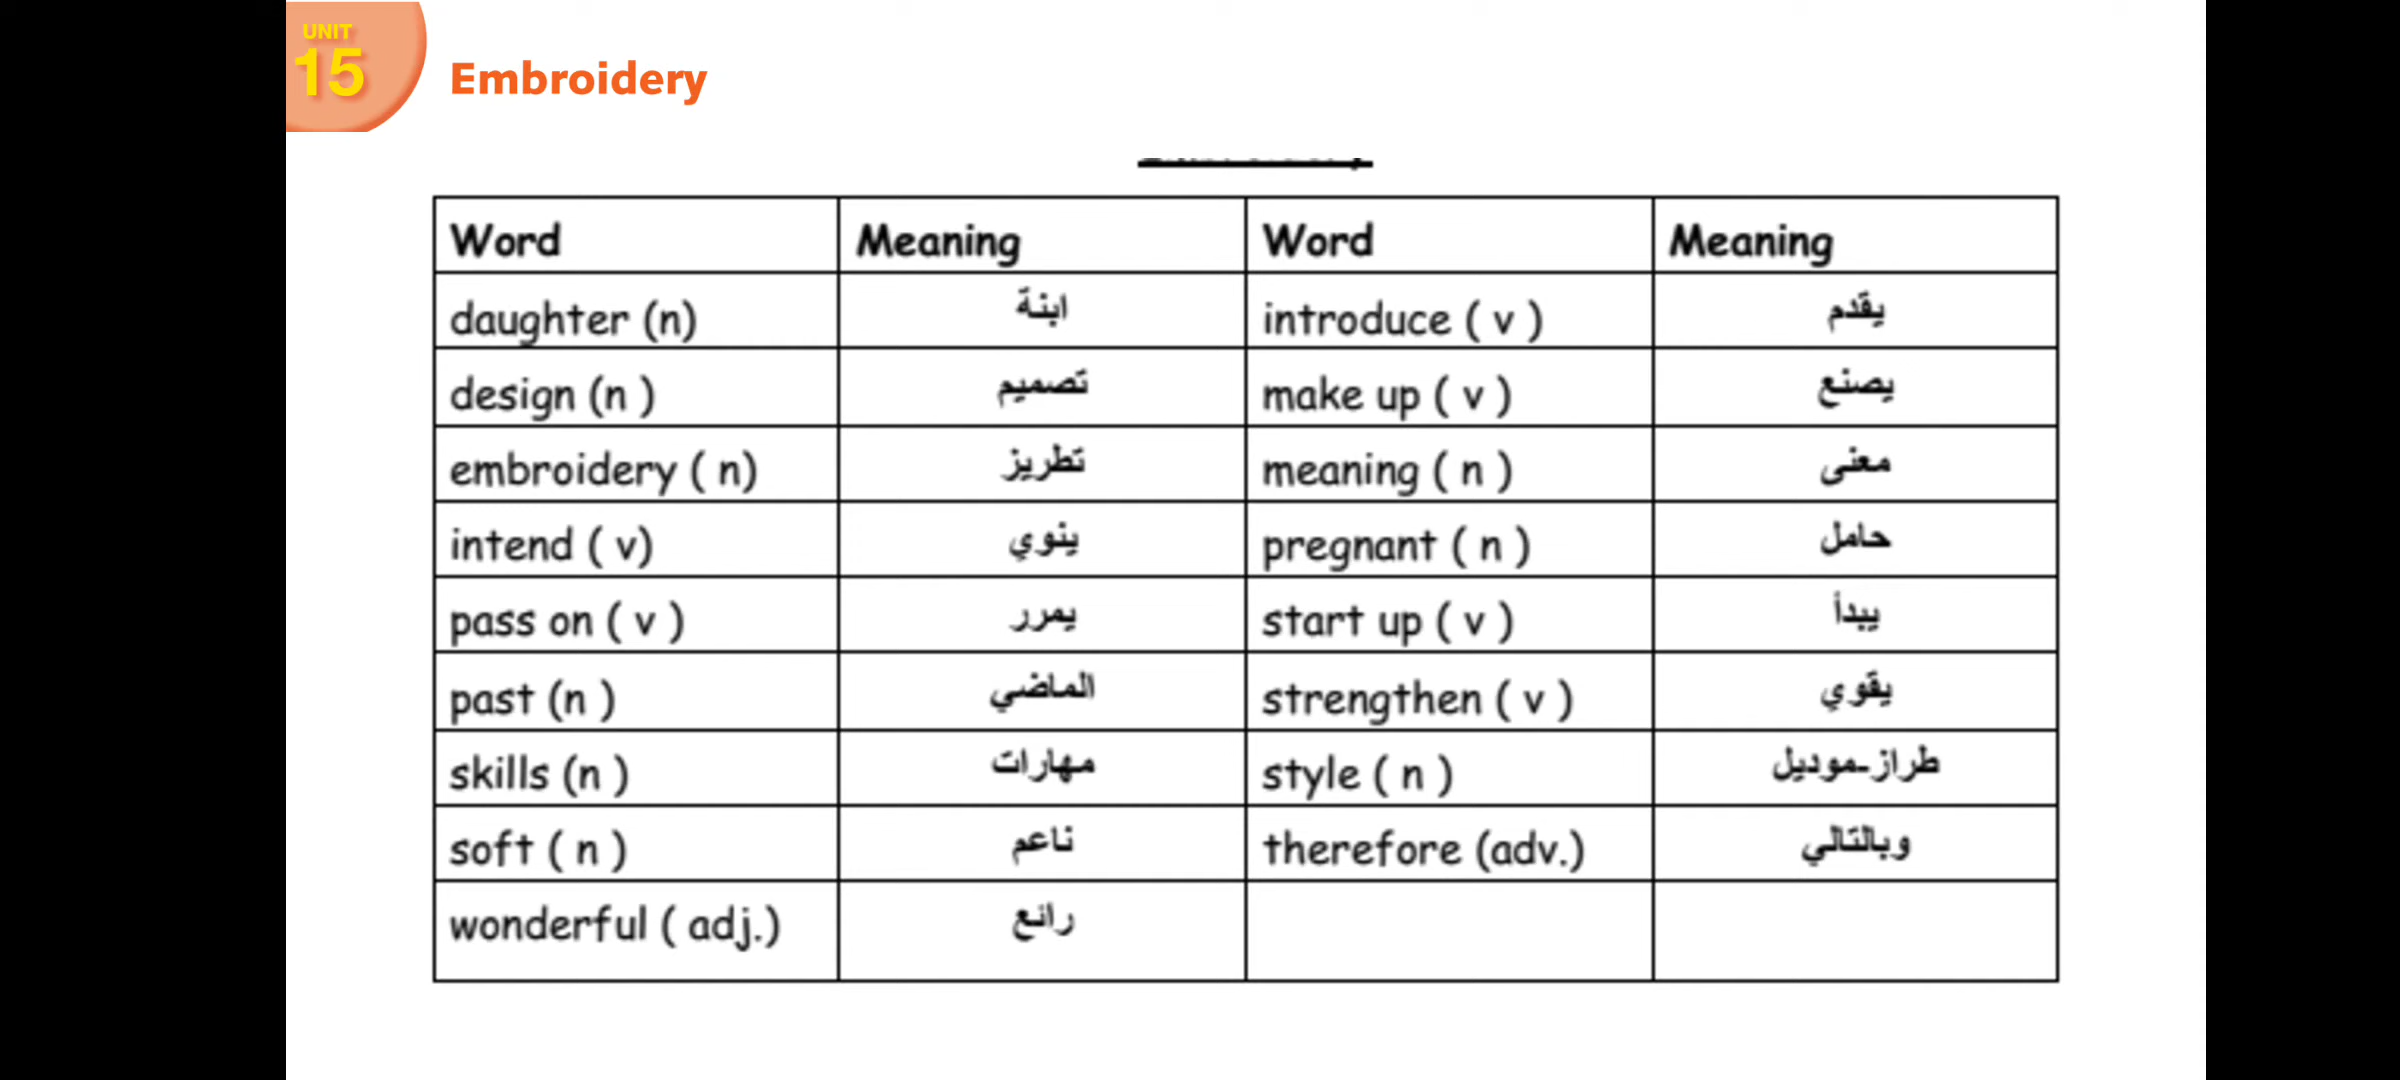 UNIT
15
Embroidery
Word Meaning Word Meaning
daughter (n) ابنة introduce ( v ) يقدم
design (n ) تصميم make up ( v ) يصنع
embroidery ( n) تطريز meaning ( n ) معنى
intend ( v) ينوي pregnant ( n ) حامل
pass on ( v ) يمرر start up ( v ) يبدأ
past (n ) الماضي strengthen ( v ) يقوي
skills (n ) مهارات style ( n ) طراز-موديل
soft ( n ) ناعم therefore (adv.) وبالتالي
wonderful ( adj.) رائع